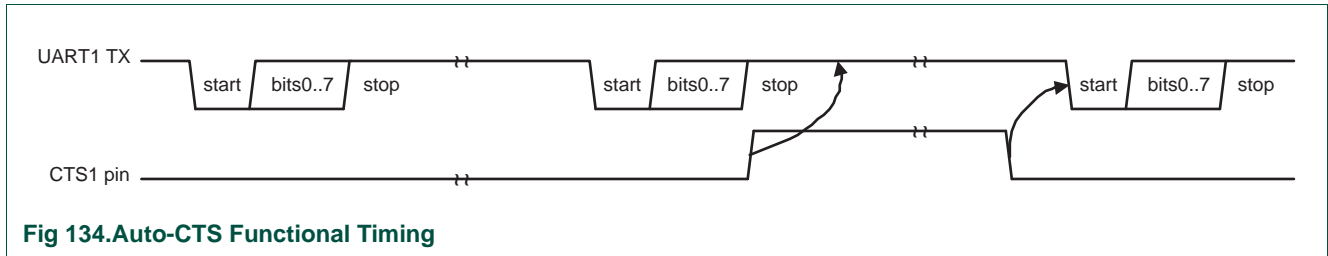 UART1 TX
start bits0..7 stop start bits0..7 stop start bits0..7 stop
CTS1 pin
Fig 134.Auto-CTS Functional Timing